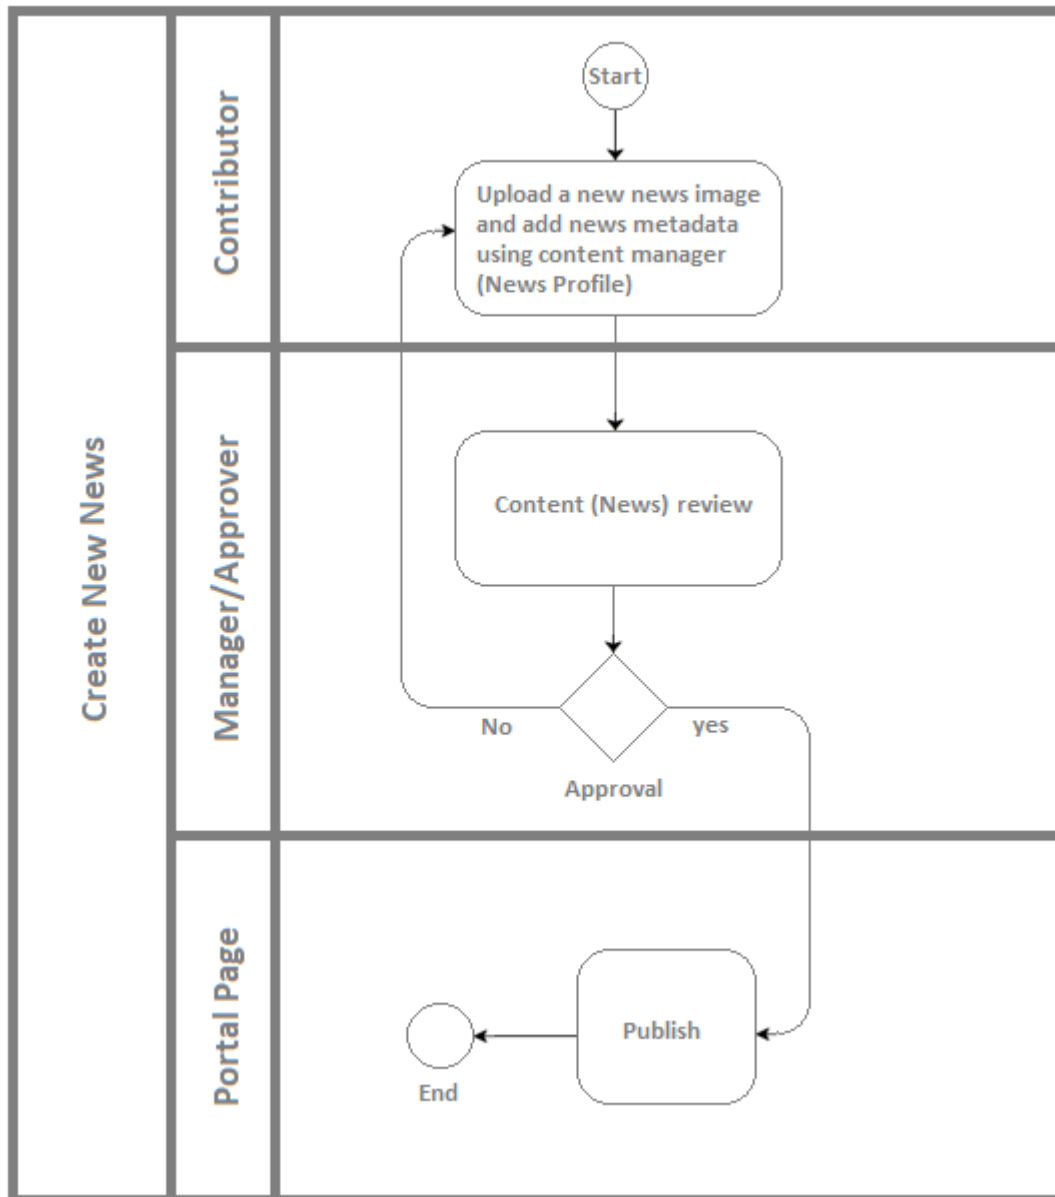 Create New News
Contributor
Start
Upload a new news image
and add news metadata
using content manager
(News Profile)
Manager/Approver
Content (News) review
No
yes
Approval
Portal Page
Publish
End